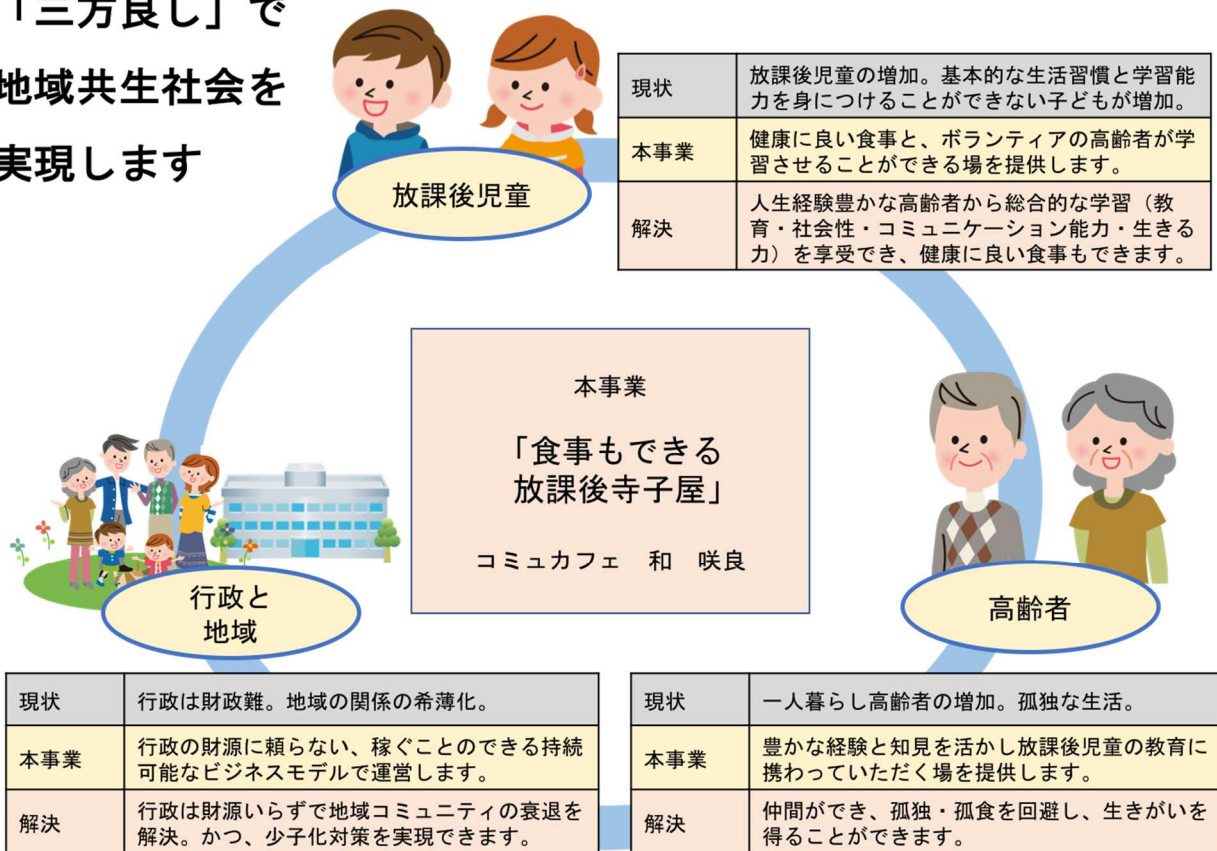 「三方良し」で
地域共生社会を
実現します
放課後児童
現状
放課後児童の増加。基本的な生活習慣と学習能
力を身につけることができない子どもが増加。
本事業
健康に良い食事と、ボランティアの高齢者が学
習させることができる場を提供します。
解決
人生経験豊かな高齢者から総合的な学習（教
育・社会性・コミュニケーション能力・生きる
力）を享受でき、健康に良い食事もできます。
本事業
「食事もできる
放課後寺子屋」
コミュカフェ　和　咲良
行政と
地域
高齢者
現状
行政は財政難。地域の関係の希薄化。
本事業
行政の財源に頼らない、稼ぐことのできる持続
可能なビジネスモデルで運営します。
解決
行政は財源いらずで地域コミュニティの衰退を
解決。かつ、少子化対策を実現できます。
現状
一人暮らし高齢者の増加。孤独な生活。
本事業
豊かな経験と知見を活かし放課後児童の教育に
携わっていただく場を提供します。
解決
仲間ができ、孤独・孤食を回避し、生きがいを
得ることができます。